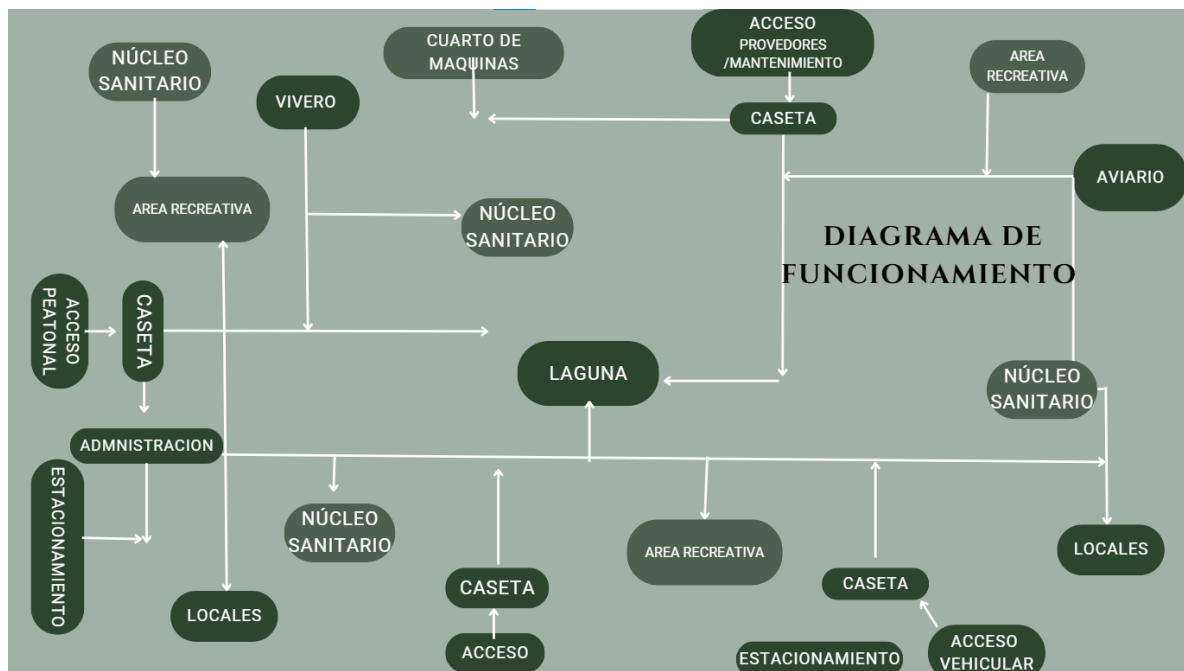 ACCESO
PROVEDORES
/MANTENIMIENTO
CUARTO DE
MAQUINAS
NÚCLEO
SANITARIO
AREA
RECREATIVA
VIVERO
CASETA
AVIARIO
AREA RECREATIVA
NÚCLEO
SANITARIO
DIAGRAMA DE
FUNCIONAMIENTO
ACCESO
PEATONAL
CASETA
LAGUNA
NÚCLEO
SANITARIO
ADMNISTRACION
ESTACIONAMIENTO
NÚCLEO
SANITARIO
AREA RECREATIVA
LOCALES
CASETA
CASETA
LOCALES
ACCESO
ESTACIONAMIENTO
ACCESO
VEHICULAR